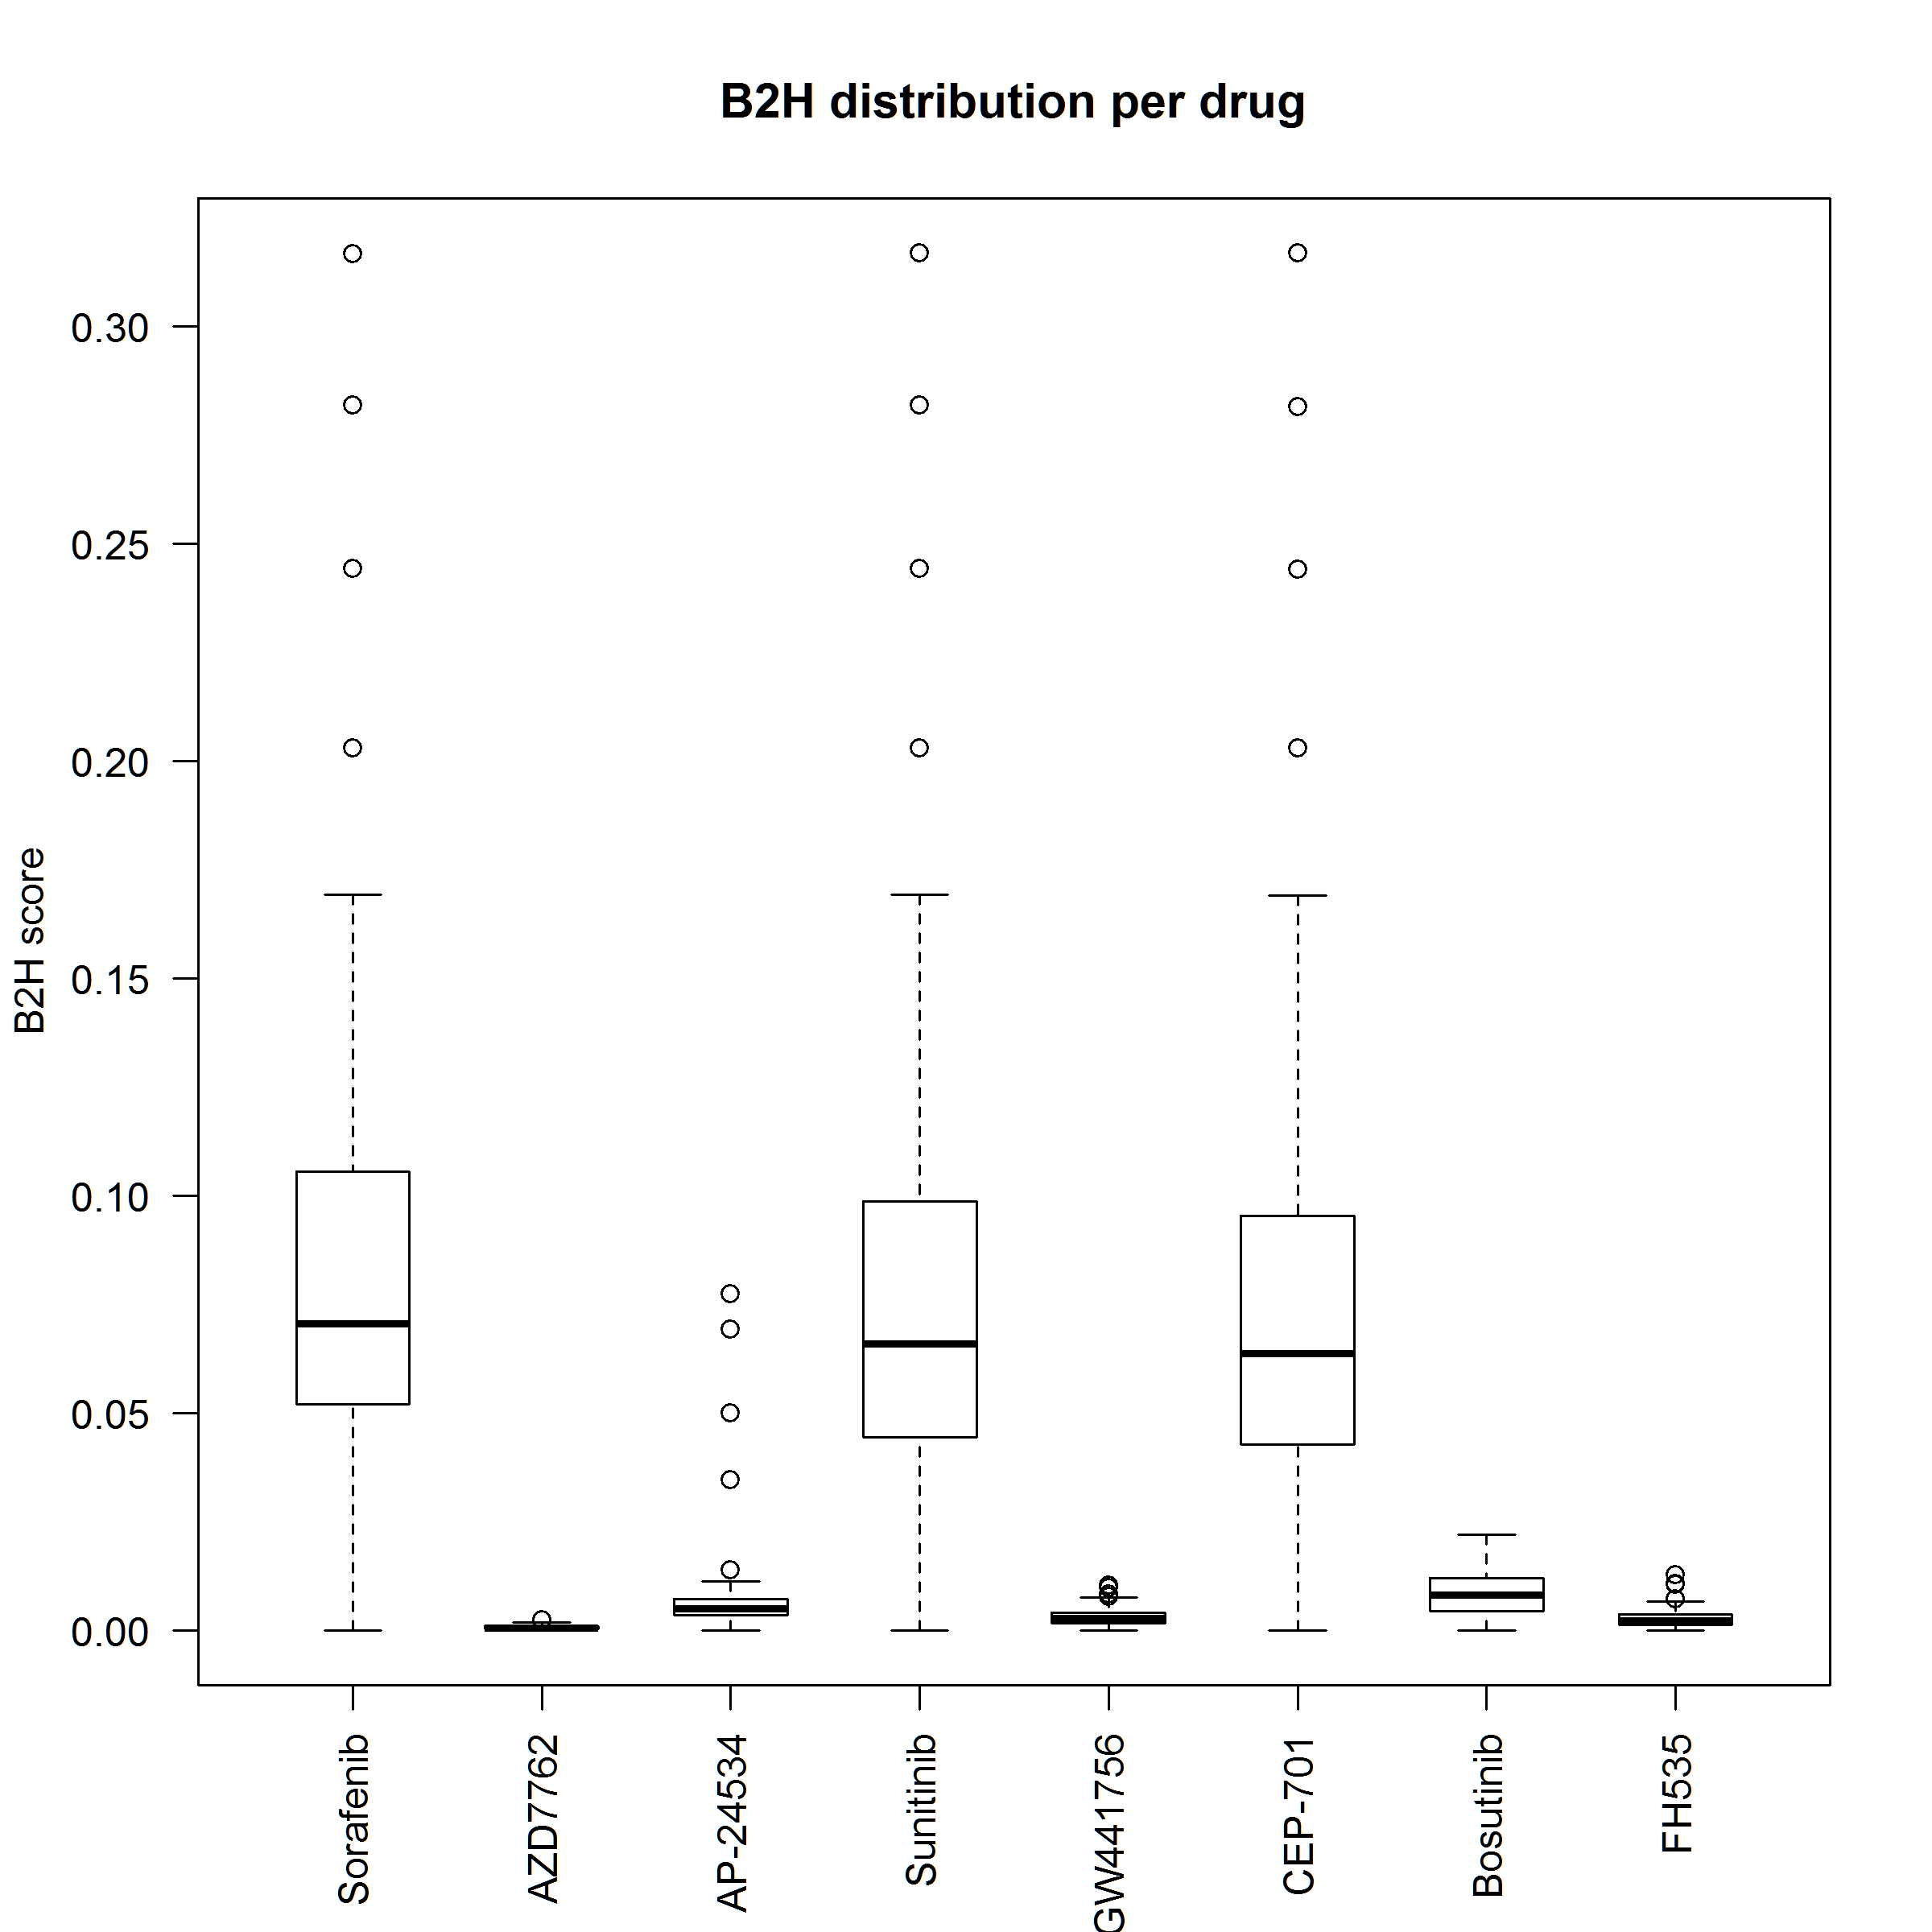 B2H distribution per drug
B2H score
0.30
0.25
0.20
0.15
0.10
0.05
0.00
Sorafenib
AZD7762
AP-24534
Sunitinib
GW441756
CEP-701
Bosutinib
FH535